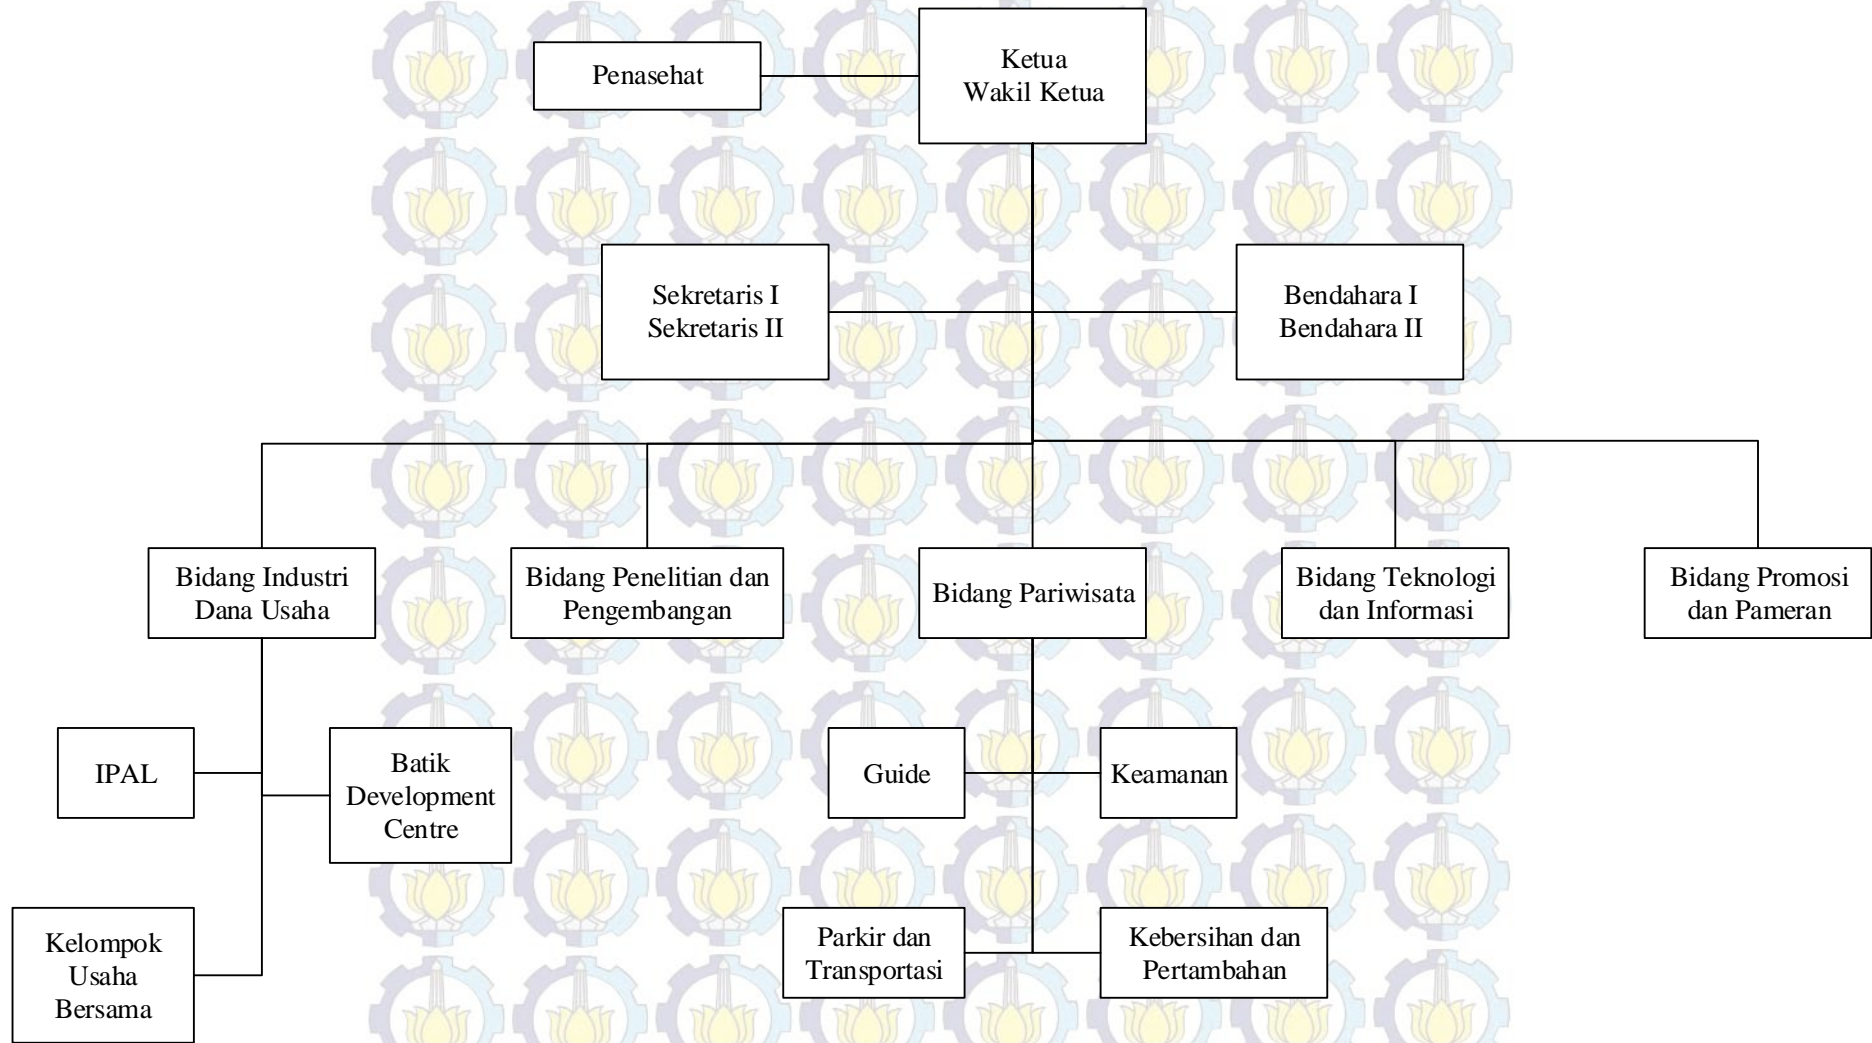 Penasehat
Ketua
Wakil Ketua
Sekretaris I
Sekretaris II
Bendahara I
Bendahara II
Bidang Industri
Dana Usaha
Bidang Penelitian dan
Pengembangan
Bidang Pariwisata
Bidang Teknologi
dan Informasi
Bidang Promosi
dan Pameran
IPAL
Batik
Development
Centre
Guide
Keamanan
Kelompok
Usaha
Bersama
Parkir dan
Transportasi
Kebersihan dan
Pertambahan